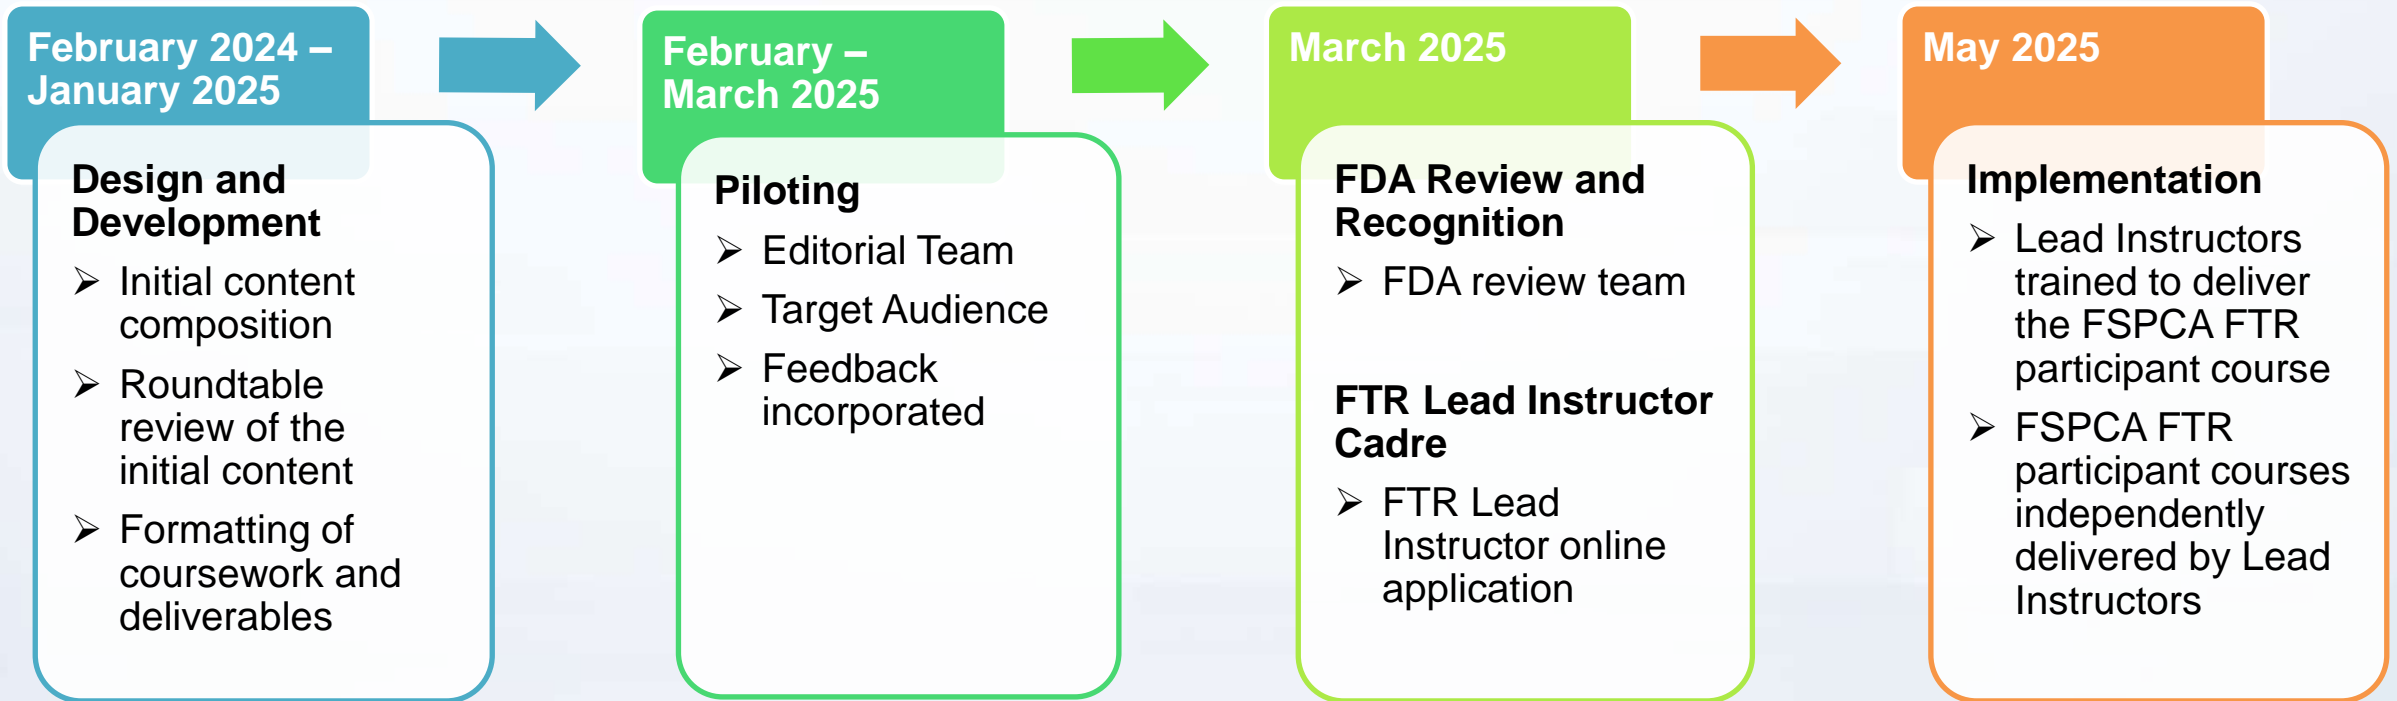 February 2024 –
January 2025
Design and
Development
➢ Initial content
composition
➢ Roundtable
review of the
initial content
➢ Formatting of
coursework and
deliverables
February –
March 2025
Piloting
➢ Editorial Team
➢ Target Audience
➢ Feedback
incorporated
March 2025
FDA Review and
Recognition
➢ FDA review team
FTR Lead Instructor
Cadre
➢ FTR Lead
Instructor online
application
May 2025
Implementation
➢ Lead Instructors
trained to deliver
the FSPCA FTR
participant course
➢ FSPCA FTR
participant courses
independently
delivered by Lead
Instructors